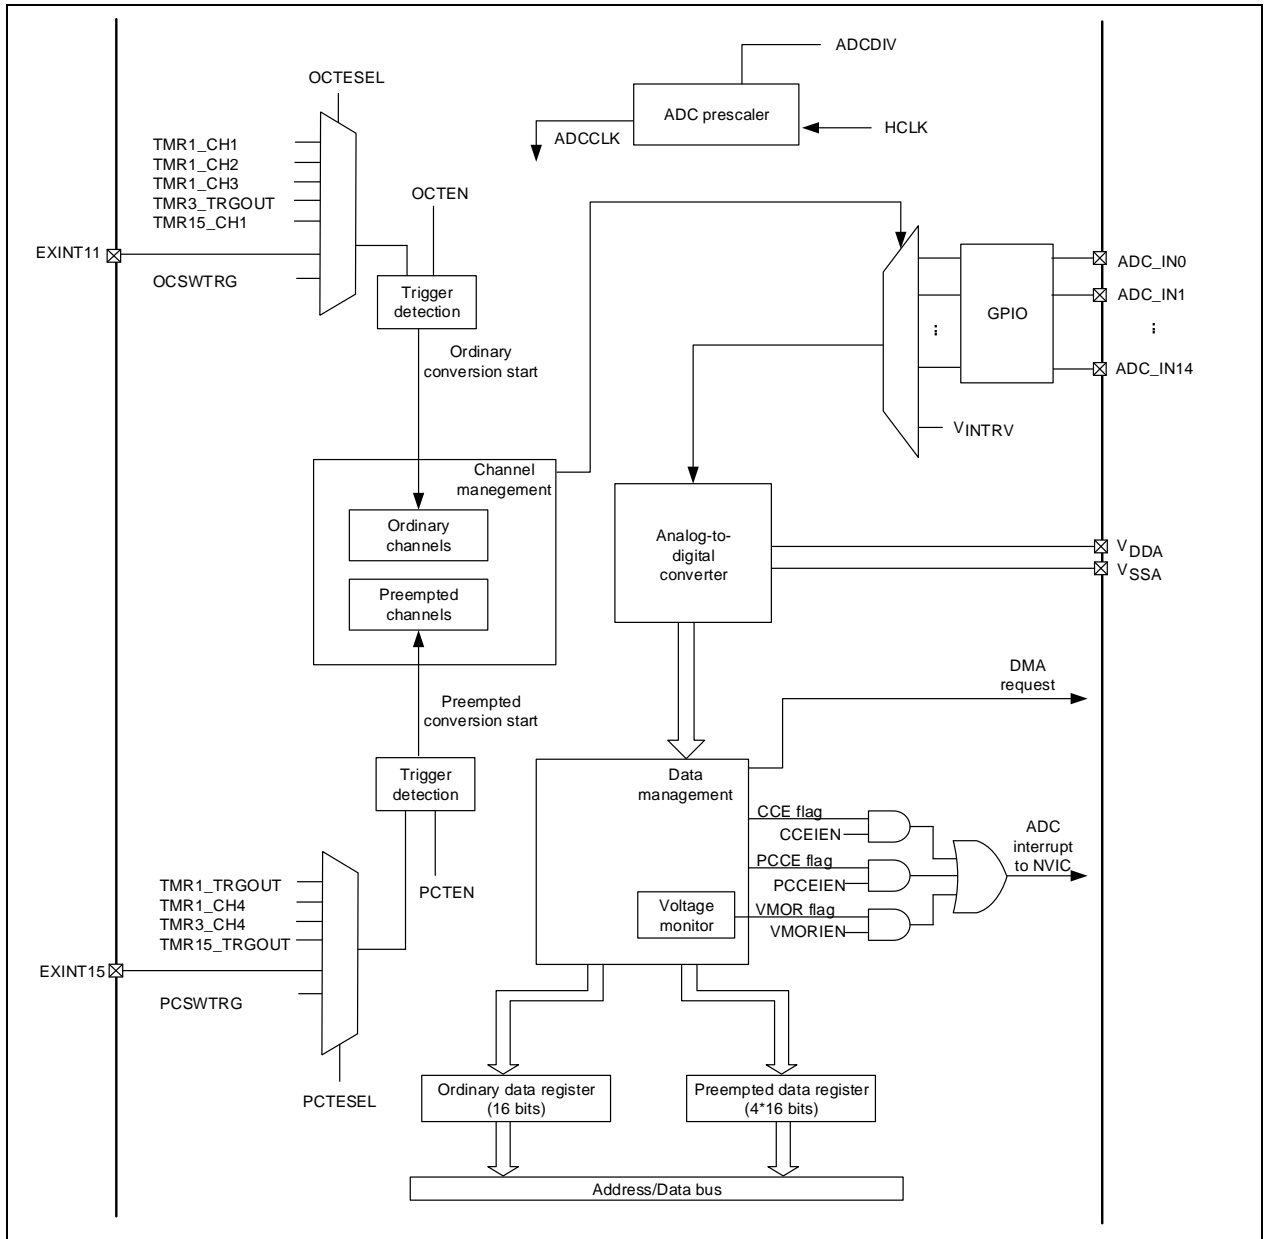 ADCDIV
OCTESEL
ADC prescaler
ADCCLK
HCLK
TMR1_CH1
TMR1_CH2
TMR1_CH3
TMR3_TRGOUT
TMR15_CH1
OCTEN
EXINT11
OCSWTRG
Trigger
detection
GPIO
ADC_IN0
ADC_IN1
...
...
ADC_IN14
Ordinary
conversion start
VINTRV
Channel
manegement
Ordinary
channels
Preempted
channels
Analog-to-
digital
converter
VDDA
VSSA
DMA
request
Preempted
conversion start
Trigger
detection
Data
management
CCE flag
CCEIEN
PCCE flag
PCCEIEN
VMOR flag
VMORIEN
Voltage
monitor
ADC
interrupt
to NVIC
PCTEN
TMR1_TRGOUT
TMR1_CH4
TMR3_CH4
TMR15_TRGOUT
EXINT15
PCSWTRG
PCTESEL
Ordinary data register
(16 bits)
Preempted data register
(4*16 bits)
Address/Data bus